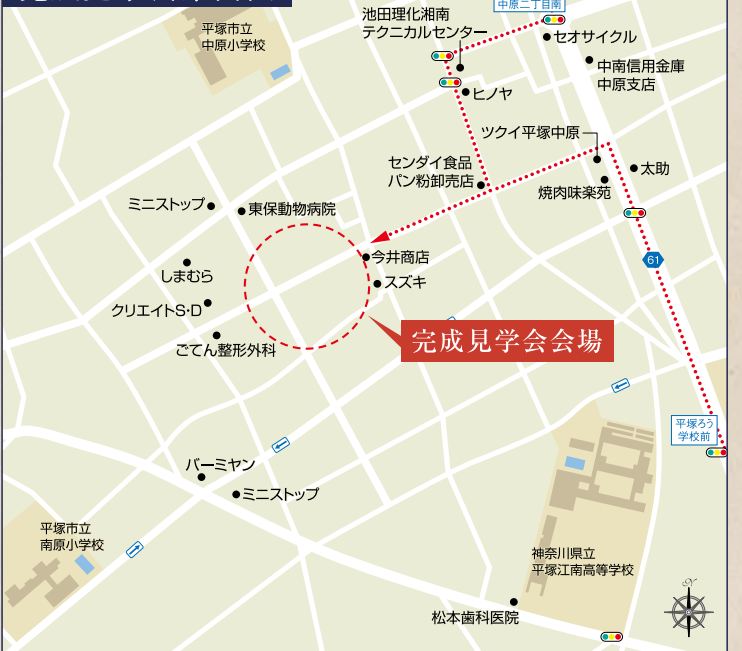 中原二丁目南
池田理化湘南
テクニカルセンター
平塚市立
中原小学校
セオサイクル
中南信用金庫
中原支店
ヒノヤ
ツクイ平塚中原
センダイ食品
パン粉卸売店
太助
焼肉味楽苑
ミニストップ
東保動物病院
今井商店
61
しまむら
スズキ
クリエイトS・D
完成見学会会場
ごてん整形外科
平塚ろう
学校前
バーミヤン
ミニストップ
平塚市立
南原小学校
神奈川県立
平塚江南高等学校
N
松本歯科医院